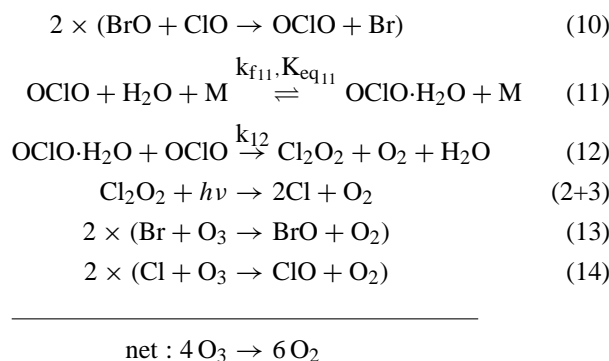 2 × (BrO + ClO → OClO + Br) (10)
OClO + H₂O + M k_f11, K_eq11 ⇌ OClO·H₂O + M (11)
OClO·H₂O + OClO k₁₂ → Cl₂O₂ + O₂ + H₂O (12)
Cl₂O₂ + hν → 2Cl + O₂ (2+3)
2 × (Br + O₃ → BrO + O₂) (13)
2 × (Cl + O₃ → ClO + O₂) (14)
net : 4 O₃ → 6 O₂